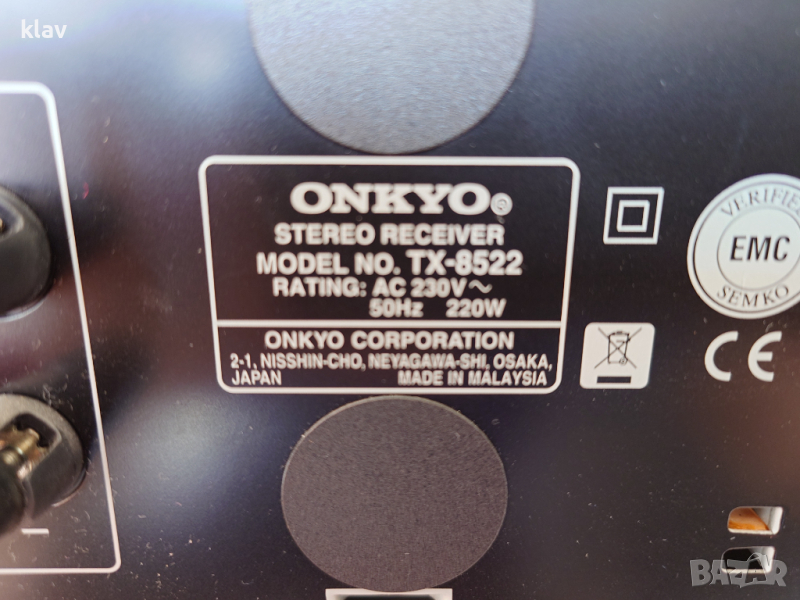 klav
ONKYO®
STEREO RECEIVER
MODEL NO. TX-8522
RATING: AC 230V ~
50Hz 220W
ONKYO CORPORATION
2-1, NISSHIN-CHO, NEYAGAWA-SHI, OSAKA,
JAPAN MADE IN MALAYSIA
VERIFIED
EMC
SEMKO
CE
BAZAR